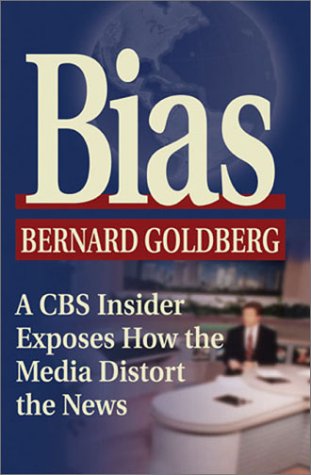 Bias
BERNARD GOLDBERG
A CBS Insider
Exposes How the
Media Distort
the News